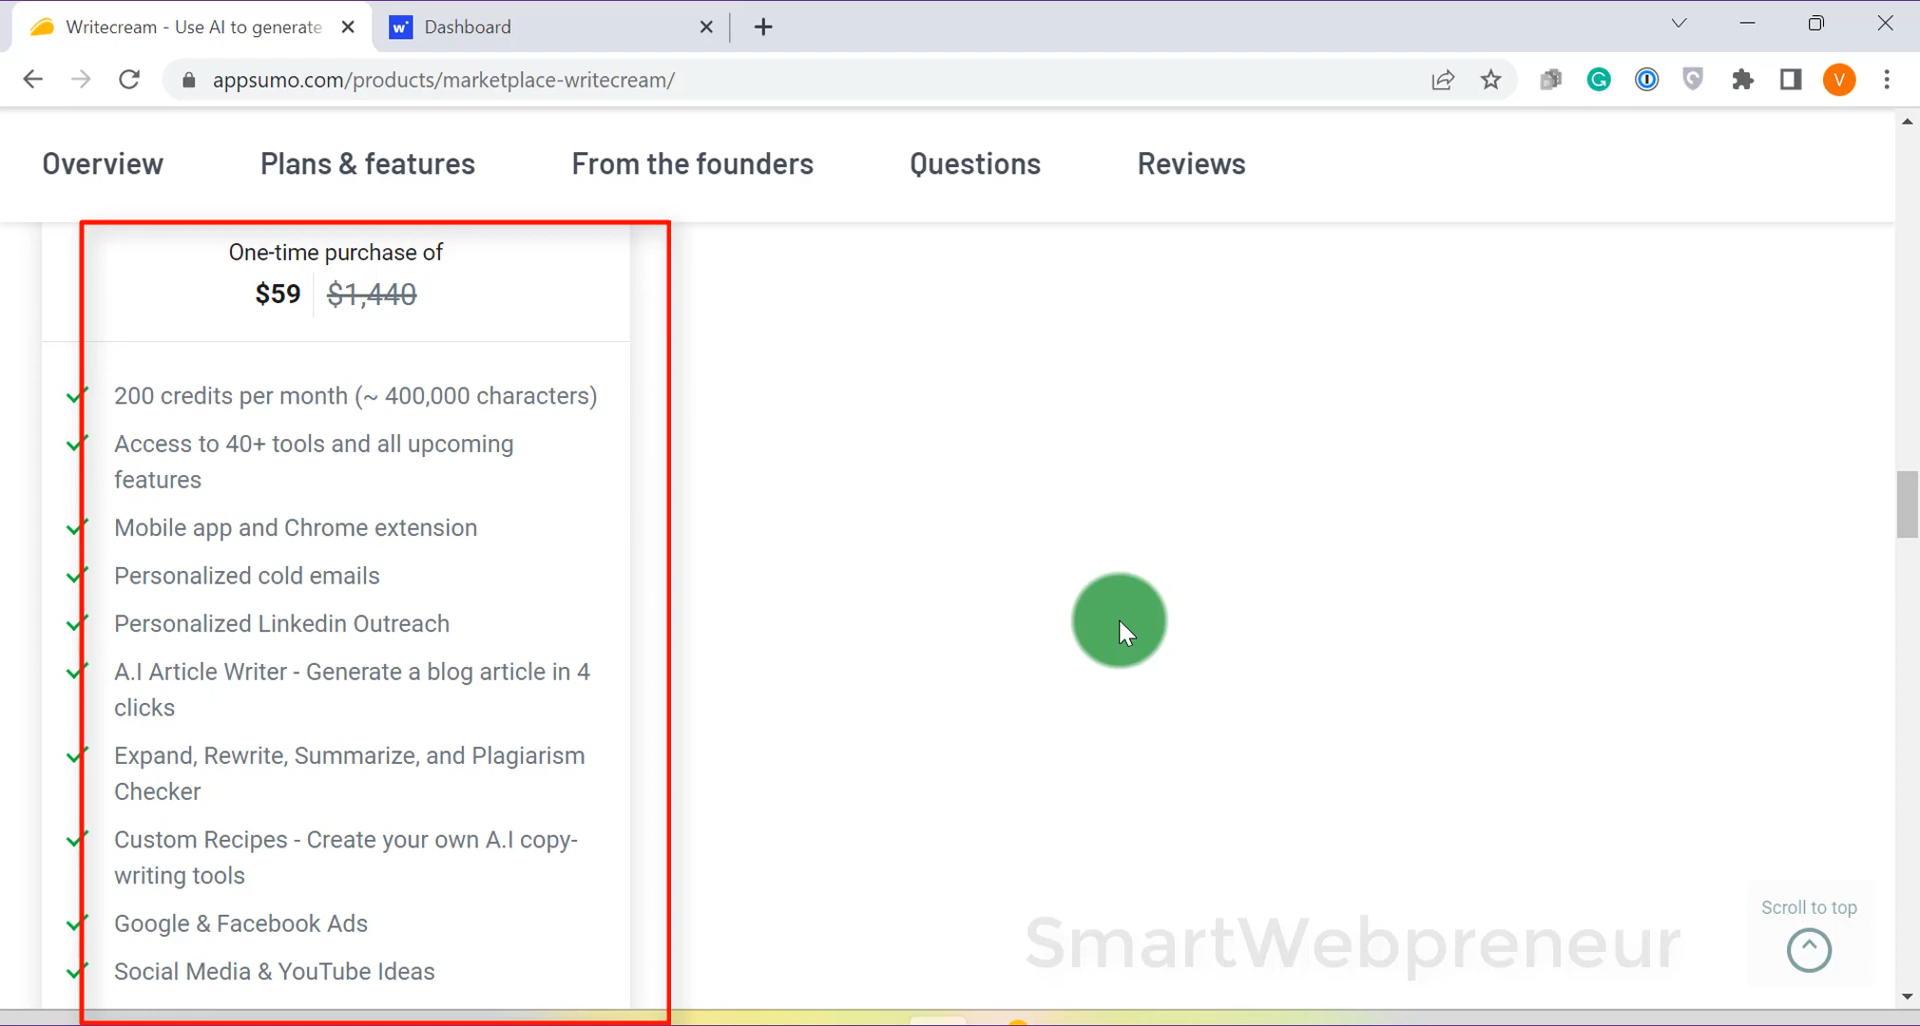 Writecream - Use AI to generate
w
Dashboard
appsumo.com/products/marketplace-writecream/
V
Overview
Plans & features
From the founders
Questions
Reviews
One-time purchase of
$59
$1,440
200 credits per month (~ 400,000 characters)
Access to 40+ tools and all upcoming
features
Mobile app and Chrome extension
Personalized cold emails
Personalized Linkedin Outreach
A.I Article Writer - Generate a blog article in 4
clicks
Expand, Rewrite, Summarize, and Plagiarism
Checker
Custom Recipes - Create your own A.I copy-
writing tools
Google & Facebook Ads
Social Media & YouTube Ideas
Scroll to top
SmartWebpreneur